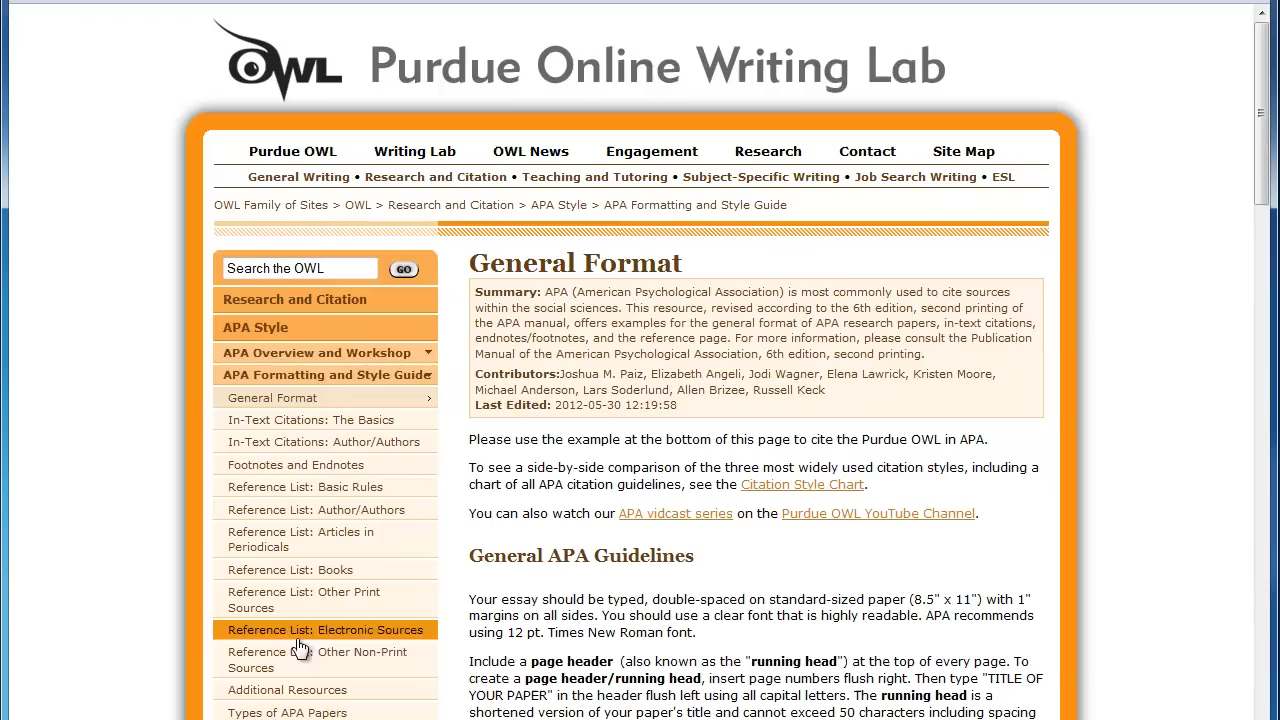 OWL Purdue Online Writing Lab
Purdue OWL Writing Lab OWL News Engagement Research Contact Site Map
General Writing • Research and Citation • Teaching and Tutoring • Subject-Specific Writing • Job Search Writing • ESL
OWL Family of Sites > OWL > Research and Citation > APA Style > APA Formatting and Style Guide
Search the OWL GO
Research and Citation
APA Style
APA Overview and Workshop
APA Formatting and Style Guide
General Format
In-Text Citations: The Basics
In-Text Citations: Author/Authors
Footnotes and Endnotes
Reference List: Basic Rules
Reference List: Author/Authors
Reference List: Articles in
Periodicals
Reference List: Books
Reference List: Other Print
Sources
Reference List: Electronic Sources
Reference List: Other Non-Print
Sources
Additional Resources
Types of APA Papers
General Format
Summary: APA (American Psychological Association) is most commonly used to cite sources
within the social sciences. This resource, revised according to the 6th edition, second printing of
the APA manual, offers examples for the general format of APA research papers, in-text citations,
endnotes/footnotes, and the reference page. For more information, please consult the Publication
Manual of the American Psychological Association, 6th edition, second printing.
Contributors:Joshua M. Paiz, Elizabeth Angeli, Jodi Wagner, Elena Lawrick, Kristen Moore,
Michael Anderson, Lars Soderlund, Allen Brizee, Russell Keck
Last Edited: 2012-05-30 12:19:58
Please use the example at the bottom of this page to cite the Purdue OWL in APA.
To see a side-by-side comparison of the three most widely used citation styles, including a
chart of all APA citation guidelines, see the Citation Style Chart.
You can also watch our APA vidcast series on the Purdue OWL YouTube Channel.
General APA Guidelines
Your essay should be typed, double-spaced on standard-sized paper (8.5" x 11") with 1"
margins on all sides. You should use a clear font that is highly readable. APA recommends
using 12 pt. Times New Roman font.
Include a page header (also known as the "running head") at the top of every page. To
create a page header/running head, insert page numbers flush right. Then type "TITLE OF
YOUR PAPER" in the header flush left using all capital letters. The running head is a
shortened version of your paper's title and cannot exceed 50 characters including spacing